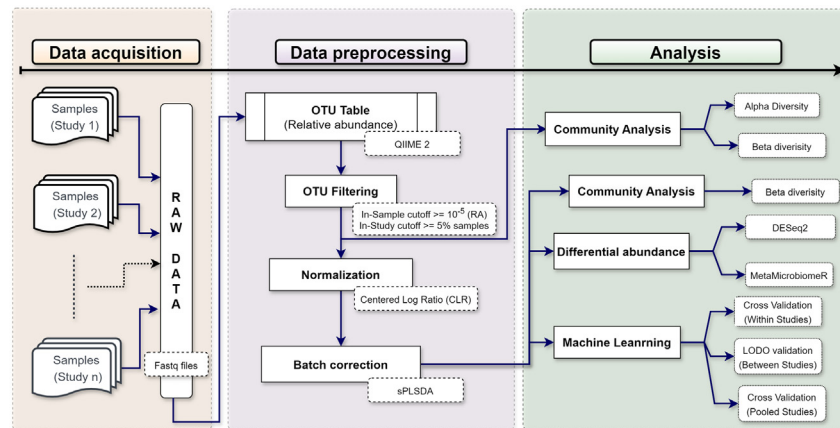 Data acquisition
Samples
(Study 1)
Samples
(Study 2)
Samples
(Study n)
R
A
W
D
A
T
A
Fastq files
Data preprocessing
OTU Table
(Relative abundance)
QIIME 2
OTU Filtering
In-Sample cutoff >= 10⁻⁵ (RA)
In-Study cutoff >= 5% samples
Normalization
Centered Log Ratio (CLR)
Batch correction
sPLSDA
Analysis
Community Analysis
Alpha Diversity
Beta diverisity
Community Analysis
Beta diverisity
Differential abundance
DESeq2
MetaMicrobiomeR
Machine Leanrning
Cross Validation
(Within Studies)
LODO validation
(Between Studies)
Cross Validation
(Pooled Studies)